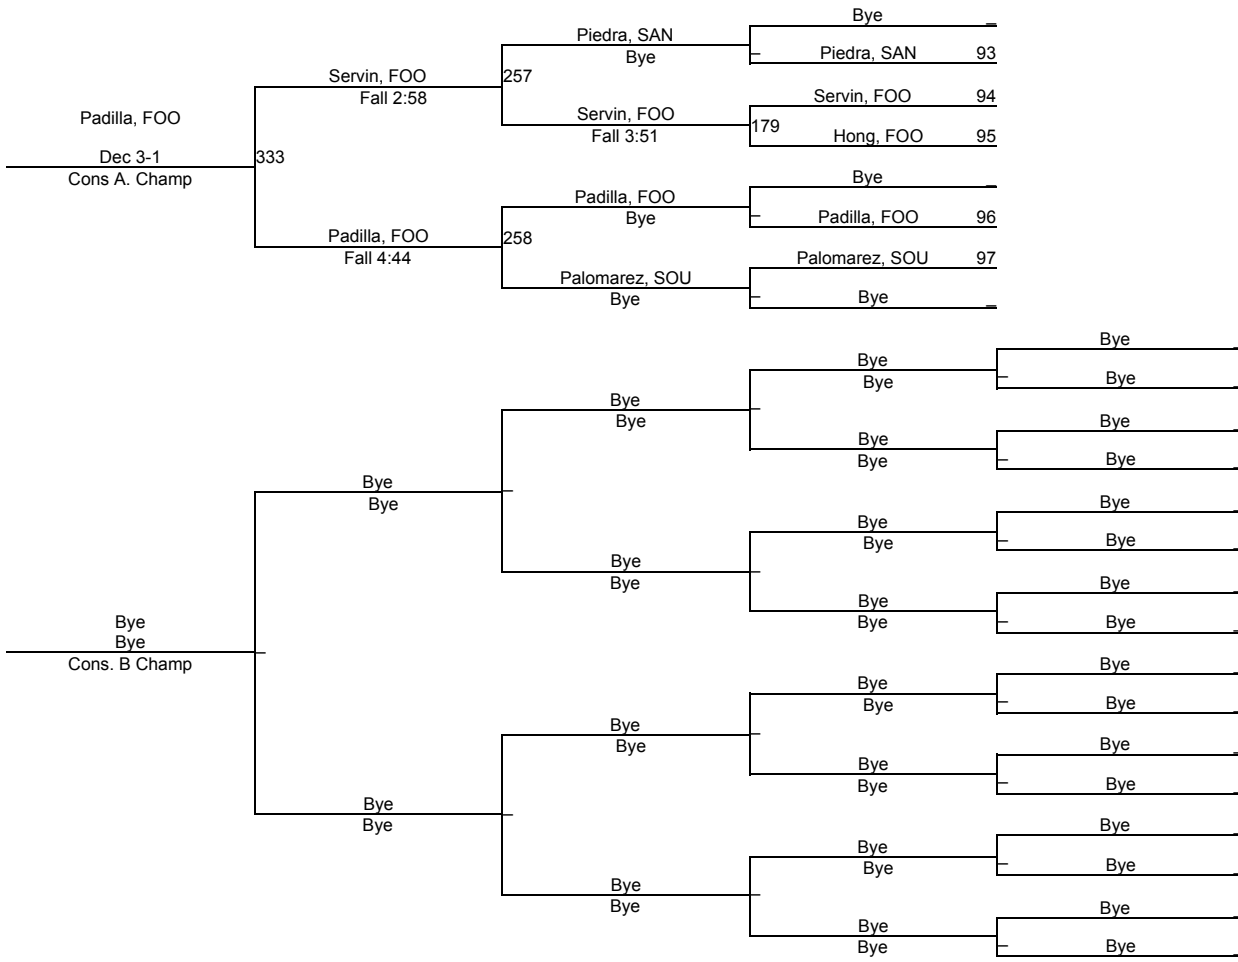 Bye _
Piedra, SAN
Bye
_
Piedra, SAN 93
Servin, FOO
Fall 2:58
257
Servin, FOO 94
Servin, FOO
Fall 3:51
179
Hong, FOO 95
Padilla, FOO
Dec 3-1
Cons A. Champ
333
Bye _
Padilla, FOO
Bye
_
Padilla, FOO 96
Padilla, FOO
Fall 4:44
258
Palomarez, SOU 97
Palomarez, SOU
Bye
_
Bye _
Bye _
Bye
Bye
_
Bye _
Bye
Bye
_
Bye _
Bye
Bye
_
Bye _
Bye
Bye
_
Bye _
Bye
Bye
_
Bye _
Bye
Bye
_
Bye _
Bye
Bye
_
Bye _
Bye
Bye
Cons. B Champ
_
Bye _
Bye
Bye
_
Bye _
Bye
Bye
_
Bye _
Bye
Bye
_
Bye _
Bye
Bye
_
Bye _
Bye
Bye
_
Bye _
Bye
Bye
_
Bye _
Bye
Bye
_
Bye _